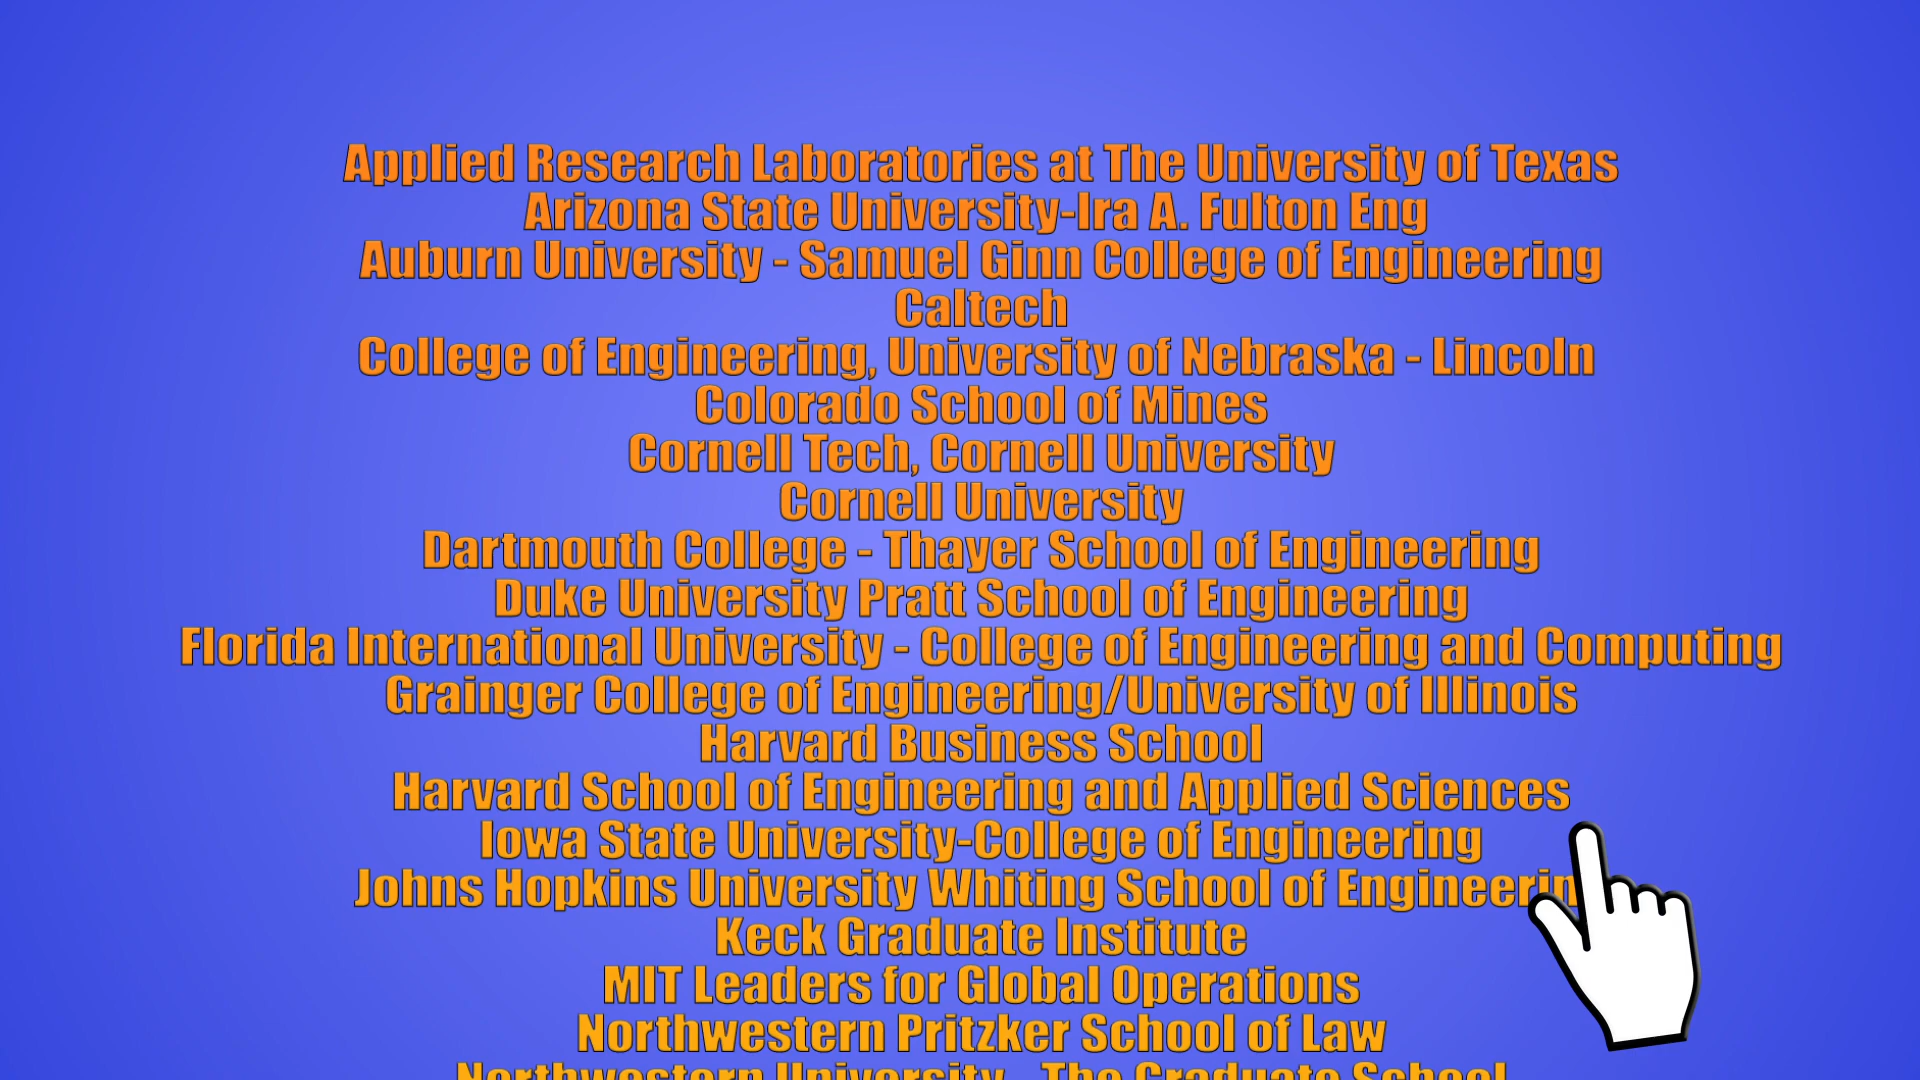 Applied Research Laboratories at The University of Texas
Arizona State University-Ira A. Fulton Eng
Auburn University - Samuel Ginn College of Engineering
Caltech
College of Engineering, University of Nebraska - Lincoln
Colorado School of Mines
Cornell Tech, Cornell University
Cornell University
Dartmouth College - Thayer School of Engineering
Duke University Pratt School of Engineering
Florida International University - College of Engineering and Computing
Grainger College of Engineering/University of Illinois
Harvard Business School
Harvard School of Engineering and Applied Sciences
Iowa State University-College of Engineering
Johns Hopkins University Whiting School of Engineerin
Keck Graduate Institute
MIT Leaders for Global Operations
Northwestern Pritzker School of Law
Northwestern University - The Graduate School